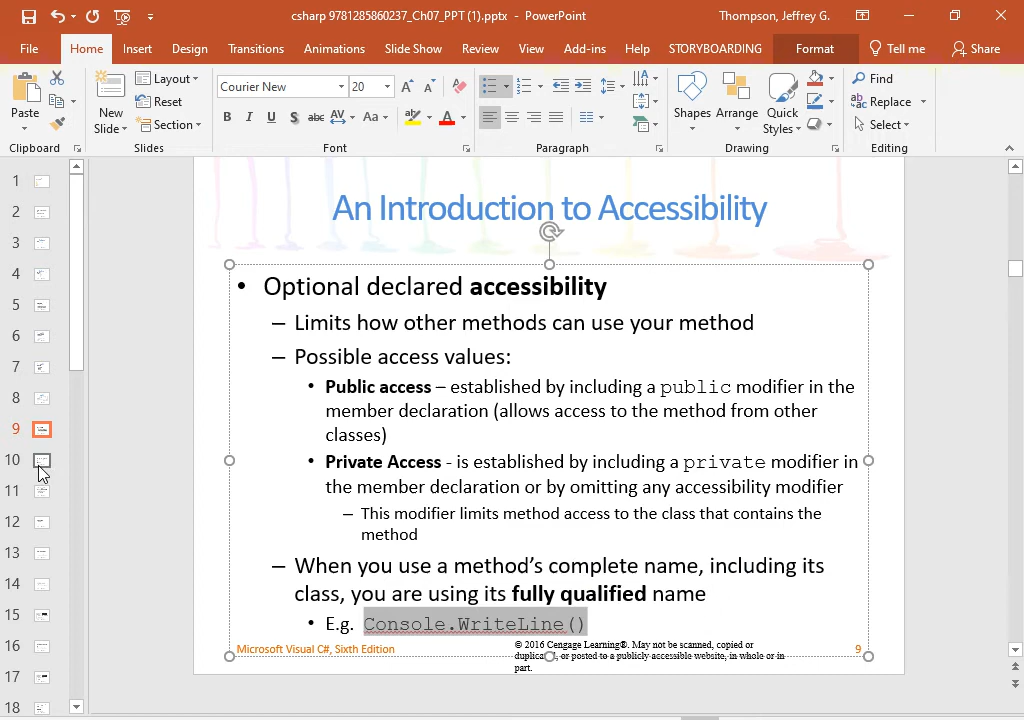 csharp 9781285860237_Ch07_PPT (1).pptx - PowerPoint
Thompson, Jeffrey G.
File Home Insert Design Transitions Animations Slide Show Review View Add-ins Help STORYBOARDING Format Tell me Share
Paste
Clipboard
New Slide
Layout
Reset
Section
Slides
Courier New 20
B I U S abc AV Aa A
Font
Paragraph
Shapes Arrange Quick Styles
Drawing
Find
Replace
Select
Editing
1
2
3
4
5
6
7
8
9
10
11
12
13
14
15
16
17
18
An Introduction to Accessibility
• Optional declared accessibility
– Limits how other methods can use your method
– Possible access values:
• Public access – established by including a public modifier in the
member declaration (allows access to the method from other
classes)
• Private Access - is established by including a private modifier in
the member declaration or by omitting any accessibility modifier
– This modifier limits method access to the class that contains the
method
– When you use a method’s complete name, including its
class, you are using its fully qualified name
• E.g. Console.WriteLine()
Microsoft Visual C#, Sixth Edition
© 2016 Cengage Learning®. May not be scanned, copied or
duplicated, or posted to a publicly accessible website, in whole or in
part.
9